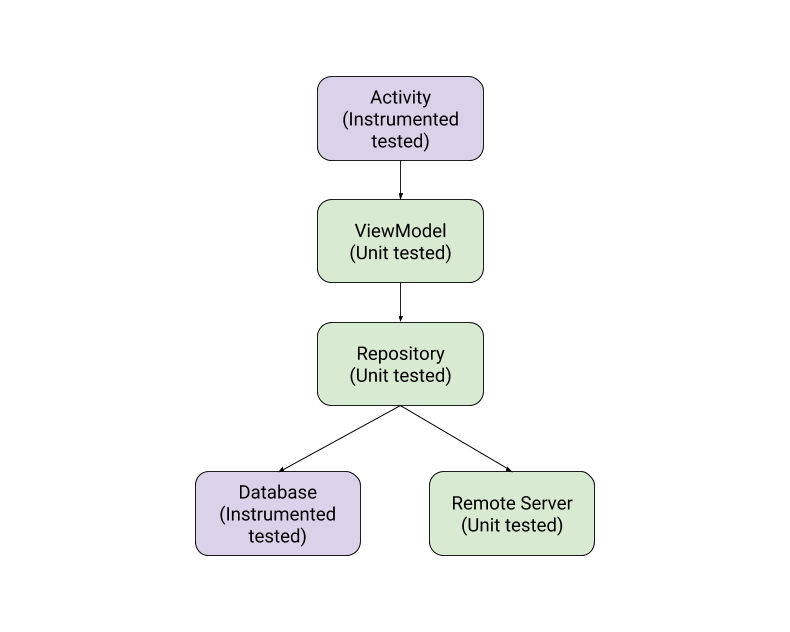 Activity
(Instrumented
tested)
ViewModel
(Unit tested)
Repository
(Unit tested)
Database
(Instrumented
tested)
Remote Server
(Unit tested)